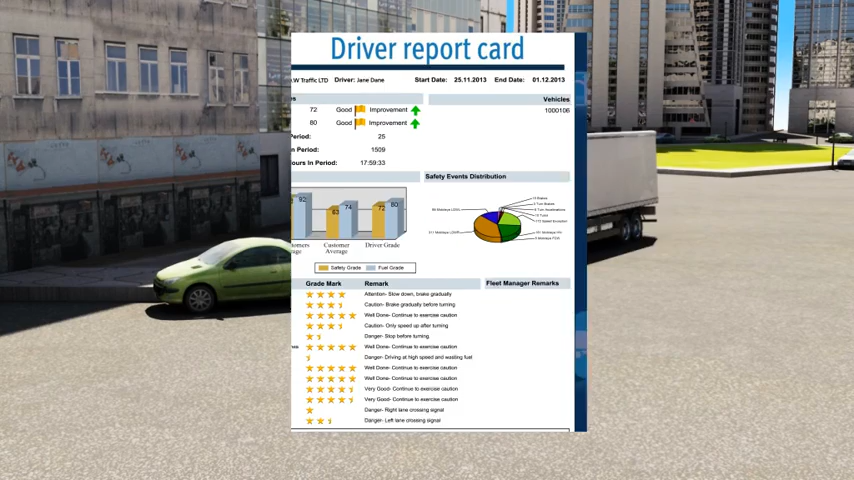 Driver report card
.W Traffic LTD Driver: Jane Dane Start Date: 25.11.2013 End Date: 01.12.2013
es Vehicles
72 Good Improvement 1000106
80 Good Improvement
Period: 25
n Period: 1509
ours In Period: 17:59:33
Safety Events Distribution
92
83 74
72 80
Customer Average
Driver Grade
Safety Grade Fuel Grade
Grade Mark Remark Fleet Manager Remarks
Attention- Slow down, brake gradually
Caution- Brake gradually before turning
Well Done- Continue to exercise caution
Caution- Only speed up after turning
Danger- Stop before turning
Well Done- Continue to exercise caution
Danger- Driving at high speed and wasting fuel
Well Done- Continue to exercise caution
Well Done- Continue to exercise caution
Very Good- Continue to exercise caution
Very Good- Continue to exercise caution
Danger- Right lane crossing signal
Danger- Left lane crossing signal